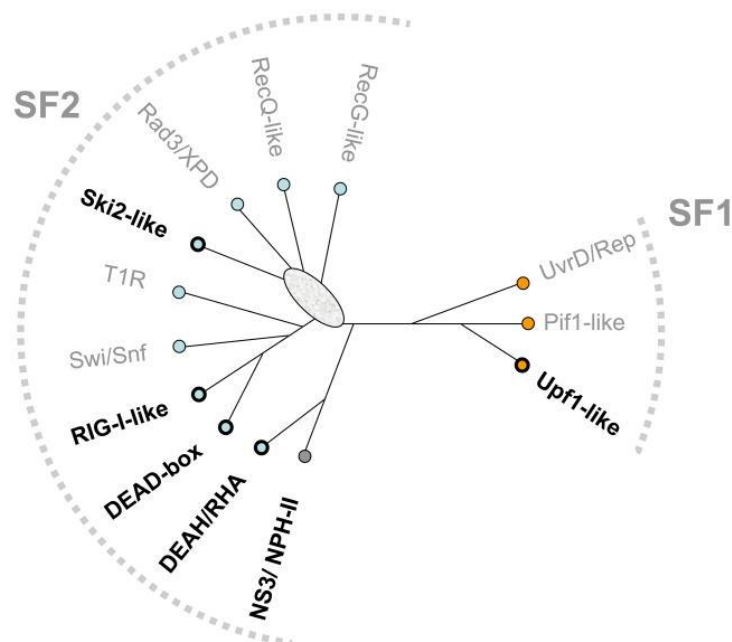 SF2
RecG-like
RecQ-like
Rad3/XPD
Ski2-like
T1R
Swi/Snf
RIG-I-like
DEAD-box
DEAH/RHA
NS3/ NPH-II
SF1
UvrD/Rep
Pif1-like
Upf1-like